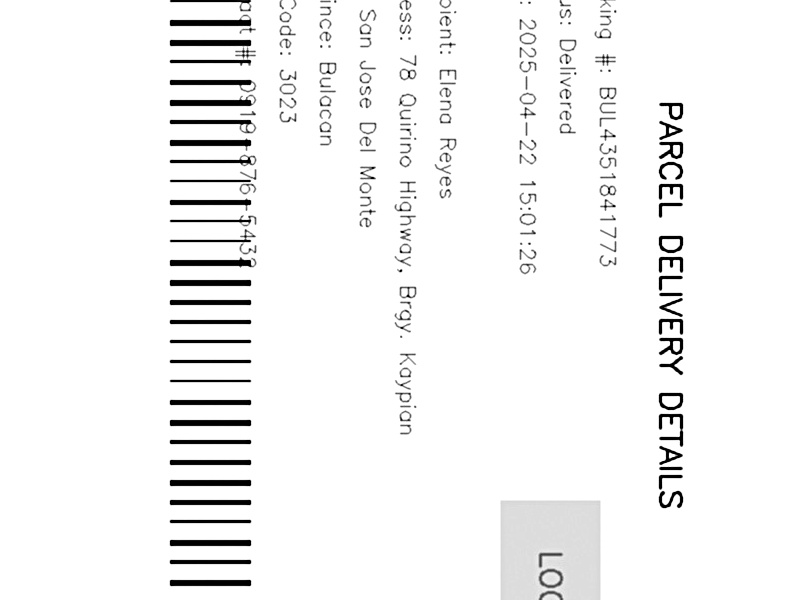 PARCEL DELIVERY DETAILS
king #: BUL4351841773
us: Delivered
: 2025-04-22 15:01:26
LOG
pient: Elena Reyes
ess: 78 Quirino Highway, Brgy. Kaypian
San Jose Del Monte
ince: Bulacan
Code: 3023
act #: 0919-876-5432